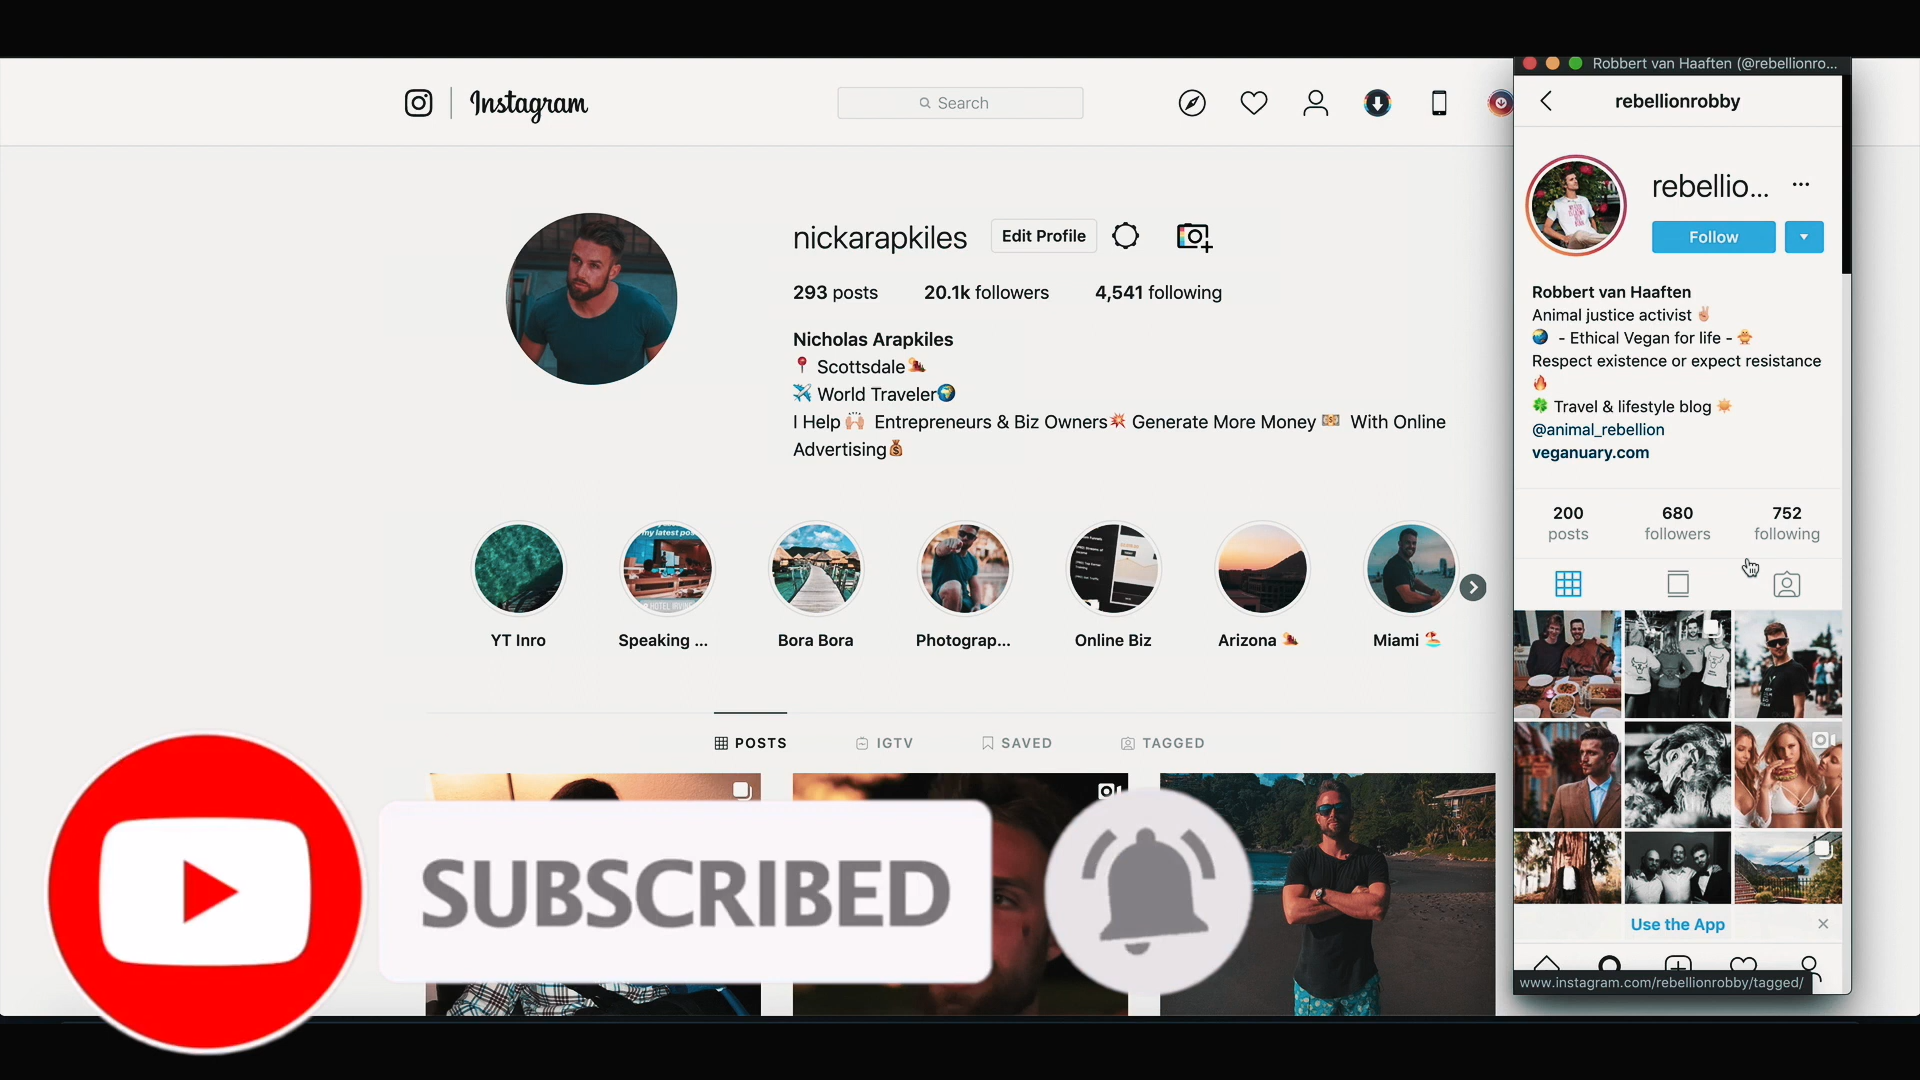 Instagram
Search
nickarapkiles
Edit Profile
293 posts
20.1k followers
4,541 following
Nicholas Arapkiles
📍 Scottsdale🌵
✈️ World Traveler🌍
I Help 🙌🏼 Entrepreneurs & Biz Owners💥 Generate More Money 💴 With Online
Advertising💰
my latest pos
YT Inro
Speaking ...
Bora Bora
Photograp...
Online Biz
Arizona
Miami 🏖
POSTS
IGTV
SAVED
TAGGED
SUBSCRIBED
Robbert van Haaften (@rebellionro...
rebellionrobby
rebellio...
Follow
Robbert van Haaften
Animal justice activist ✌🏼
🌍 - Ethical Vegan for life - 🐥
Respect existence or expect resistance
🔥
🍀 Travel & lifestyle blog ☀️
@animal_rebellion
veganuary.com
200
posts
680
followers
752
following
Use the App
www.instagram.com/rebellionrobby/tagged/